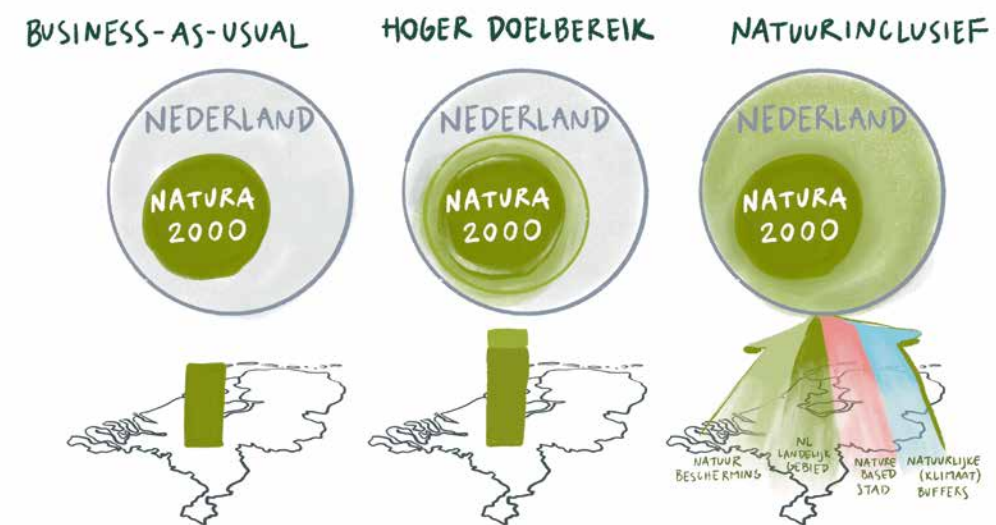 BUSINESS-AS-USUAL
NEDERLAND
NATURA
2000
HOGER DOELBEREIK
NEDERLAND
NATURA
2000
NATUURINCLUSIEF
NEDERLAND
NATURA
2000
NATUUR
BESCHERMING
NL
LANDELIJK
GEBIED
NATURE
BASED
STAD
NATUURLIJKE
(KLIMAAT)
BUFFERS